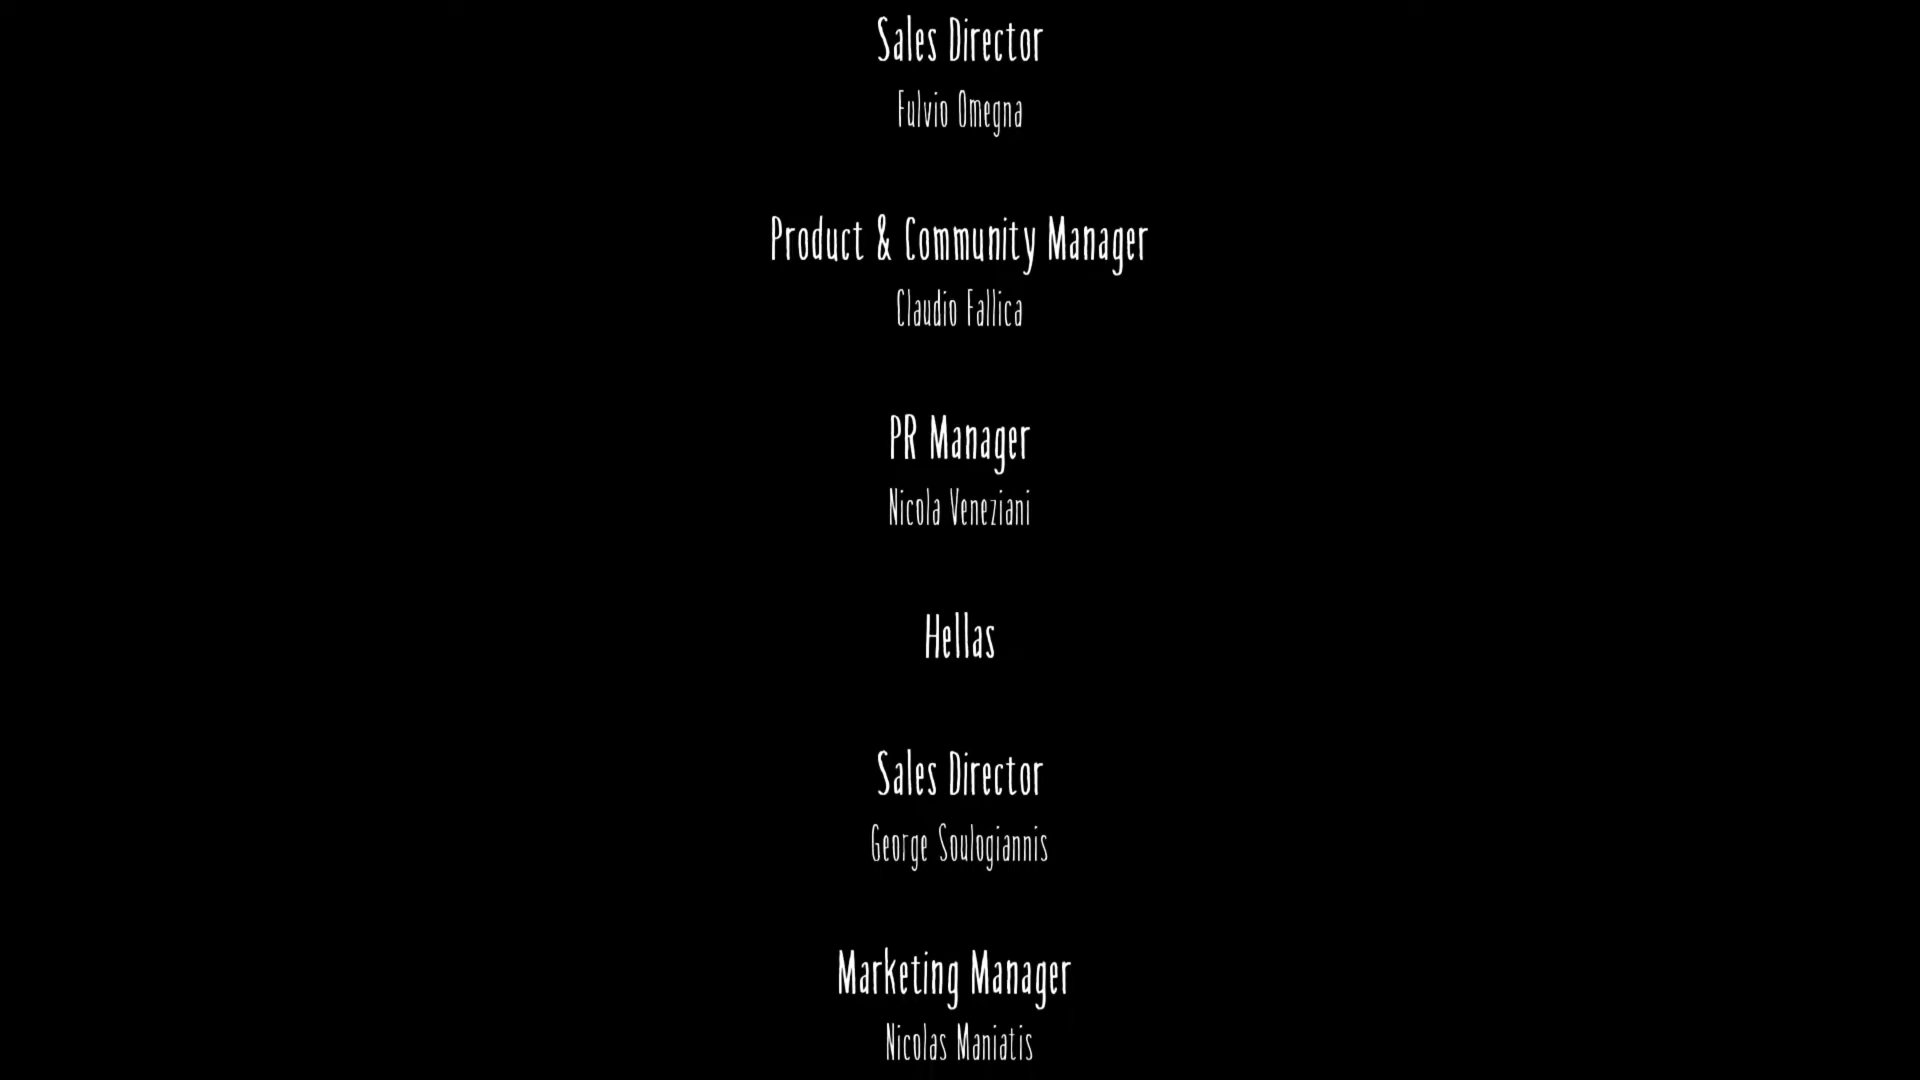 Sales Director
Fulvio Omegna
Product & Community Manager
Claudio Fallica
PR Manager
Nicola Veneziani
Hellas
Sales Director
George Soulogiannis
Marketing Manager
Nicolas Maniatis